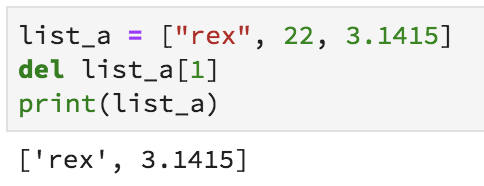 list_a = ["rex", 22, 3.1415]
del list_a[1]
print(list_a)
['rex', 3.1415]